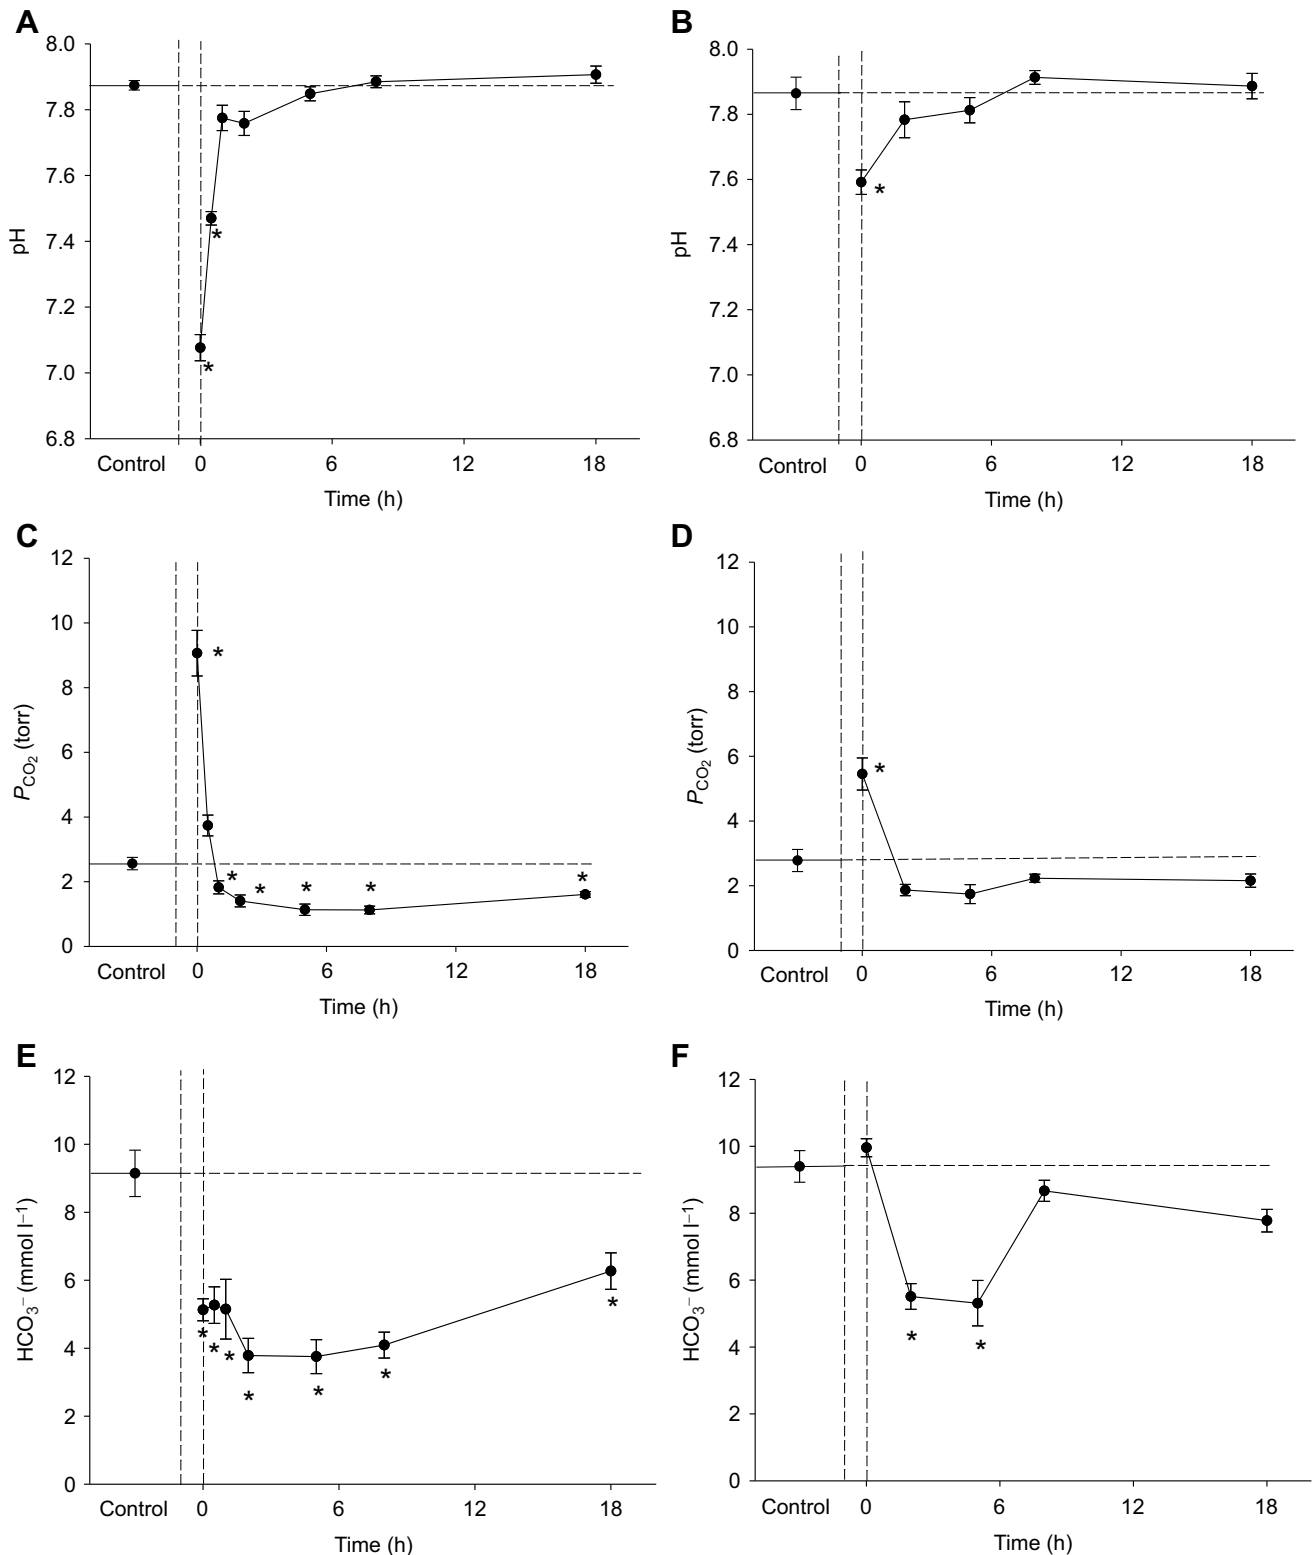 A
8.0
7.8
7.6
7.4
7.2
7.0
6.8
pH
*
*
Control 0 6 12 18
Time (h)
B
8.0
7.8
7.6
7.4
7.2
7.0
6.8
pH
*
Control 0 6 12 18
Time (h)
C
12
10
8
6
4
2
0
P_CO₂ (torr)
*
* * * * *
Control 0 6 12 18
Time (h)
D
12
10
8
6
4
2
0
P_CO₂ (torr)
*
Control 0 6 12 18
Time (h)
E
12
10
8
6
4
2
0
HCO₃⁻ (mmol l⁻¹)
* * * * * * *
Control 0 6 12 18
Time (h)
F
12
10
8
6
4
2
0
HCO₃⁻ (mmol l⁻¹)
* *
Control 0 6 12 18
Time (h)